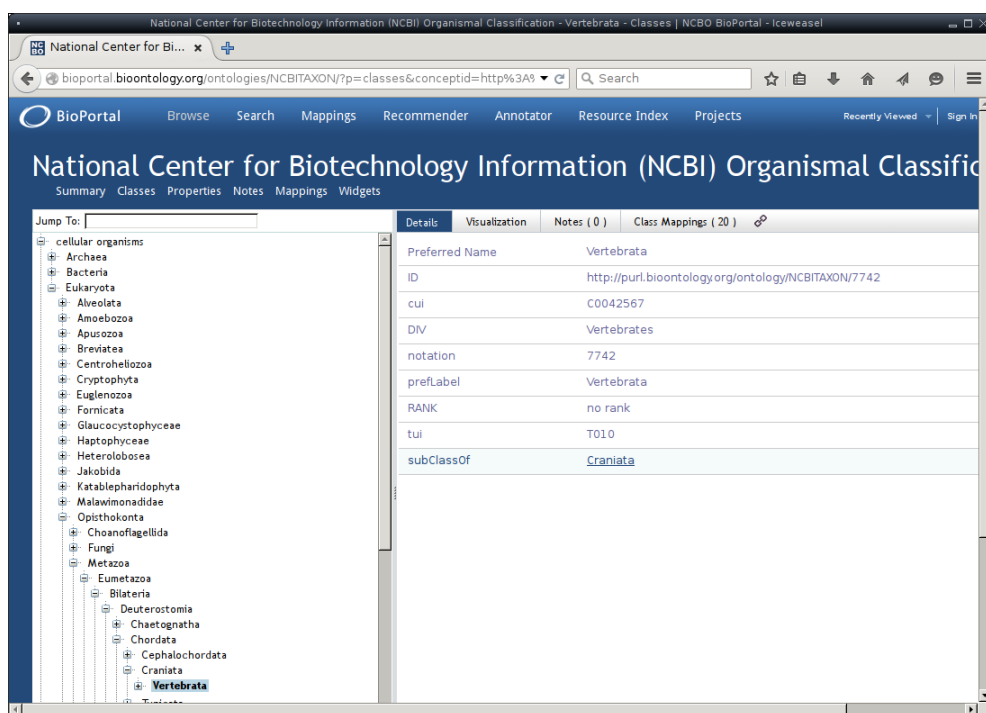 National Center for Biotechnology Information (NCBI) Organismal Classification - Vertebrata - Classes | NCBO BioPortal - Iceweasel
NC BO National Center for Bi...
bioportal.bioontology.org/ontologies/NCBITAXON/?p=classes&conceptid=http%3A% Search
BioPortal Browse Search Mappings Recommender Annotator Resource Index Projects Recently Viewed Sign In
National Center for Biotechnology Information (NCBI) Organismal Classific
Summary Classes Properties Notes Mappings Widgets
Jump To:
cellular organisms
Archaea
Bacteria
Eukaryota
Alveolata
Amoebozoa
Apusozoa
Breviatea
Centroheliozoa
Cryptophyta
Euglenozoa
Fornicata
Glaucocystophyceae
Haptophyceae
Heterolobosea
Jakobida
Katablepharidophyta
Malawimonadidae
Opisthokonta
Choanoflagellida
Fungi
Metazoa
Eumetazoa
Bilateria
Deuterostomia
Chaetognatha
Chordata
Cephalochordata
Craniata
Vertebrata
Details Visualization Notes ( 0 ) Class Mappings ( 20 )
Preferred Name Vertebrata
ID http://purl.bioontology.org/ontology/NCBITAXON/7742
cui C0042567
DIV Vertebrates
notation 7742
prefLabel Vertebrata
RANK no rank
tui T010
subClassOf Craniata